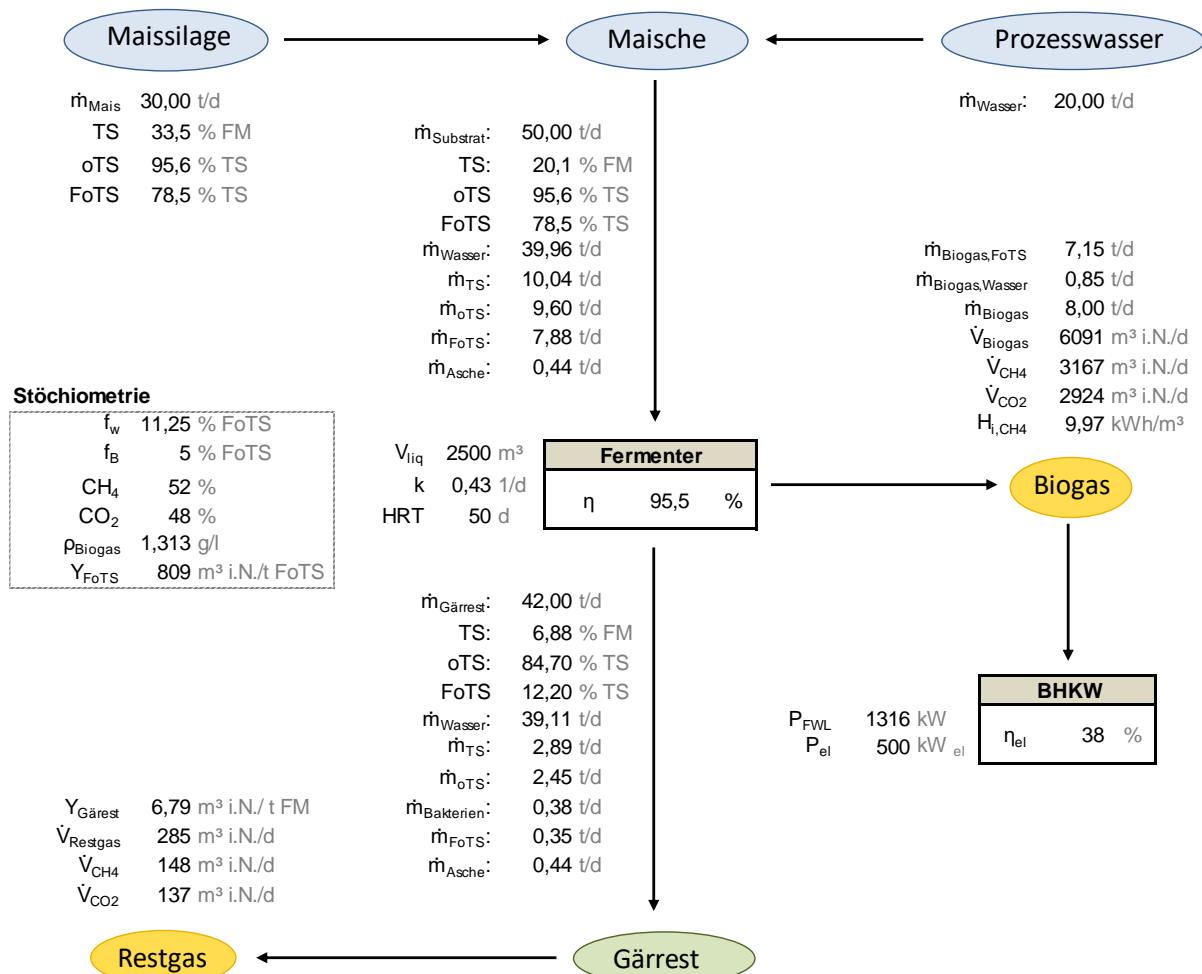 Maissilage
Maische
Prozesswasser
ṁMais 30,00 t/d
TS 33,5 % FM
oTS 95,6 % TS
FoTS 78,5 % TS
ṁSubstrat: 50,00 t/d
TS: 20,1 % FM
oTS 95,6 % TS
FoTS 78,5 % TS
ṁWasser: 39,96 t/d
ṁTS: 10,04 t/d
ṁoTS: 9,60 t/d
ṁFoTS: 7,88 t/d
ṁAsche: 0,44 t/d
ṁWasser: 20,00 t/d
ṁBiogas,FoTS 7,15 t/d
ṁBiogas,Wasser 0,85 t/d
ṁBiogas 8,00 t/d
V̇Biogas 6091 m³ i.N./d
V̇CH4 3167 m³ i.N./d
V̇CO2 2924 m³ i.N./d
Hi,CH4 9,97 kWh/m³
Stöchiometrie
fw 11,25 % FoTS
fB 5 % FoTS
CH4 52 %
CO2 48 %
ρBiogas 1,313 g/l
YFoTS 809 m³ i.N./t FoTS
Vliq 2500 m³
k 0,43 1/d
HRT 50 d
Fermenter
η 95,5 %
Biogas
ṁGärrest: 42,00 t/d
TS: 6,88 % FM
oTS: 84,70 % TS
FoTS 12,20 % TS
ṁWasser: 39,11 t/d
ṁTS: 2,89 t/d
ṁoTS: 2,45 t/d
ṁBakterien: 0,38 t/d
ṁFoTS: 0,35 t/d
ṁAsche: 0,44 t/d
PFWL 1316 kW
Pel 500 kW el
BHKW
ηel 38 %
YGärest 6,79 m³ i.N./ t FM
V̇Restgas 285 m³ i.N./d
V̇CH4 148 m³ i.N./d
V̇CO2 137 m³ i.N./d
Restgas
Gärrest